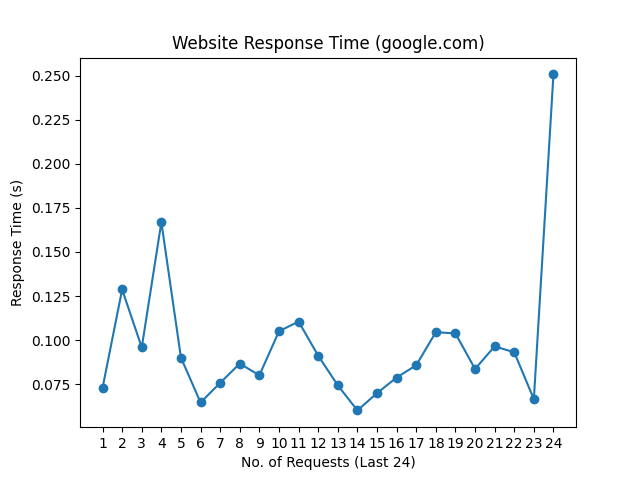 Website Response Time (google.com)
Response Time (s)
0.250
0.225
0.200
0.175
0.150
0.125
0.100
0.075
1 2 3 4 5 6 7 8 9 10 11 12 13 14 15 16 17 18 19 20 21 22 23 24
No. of Requests (Last 24)